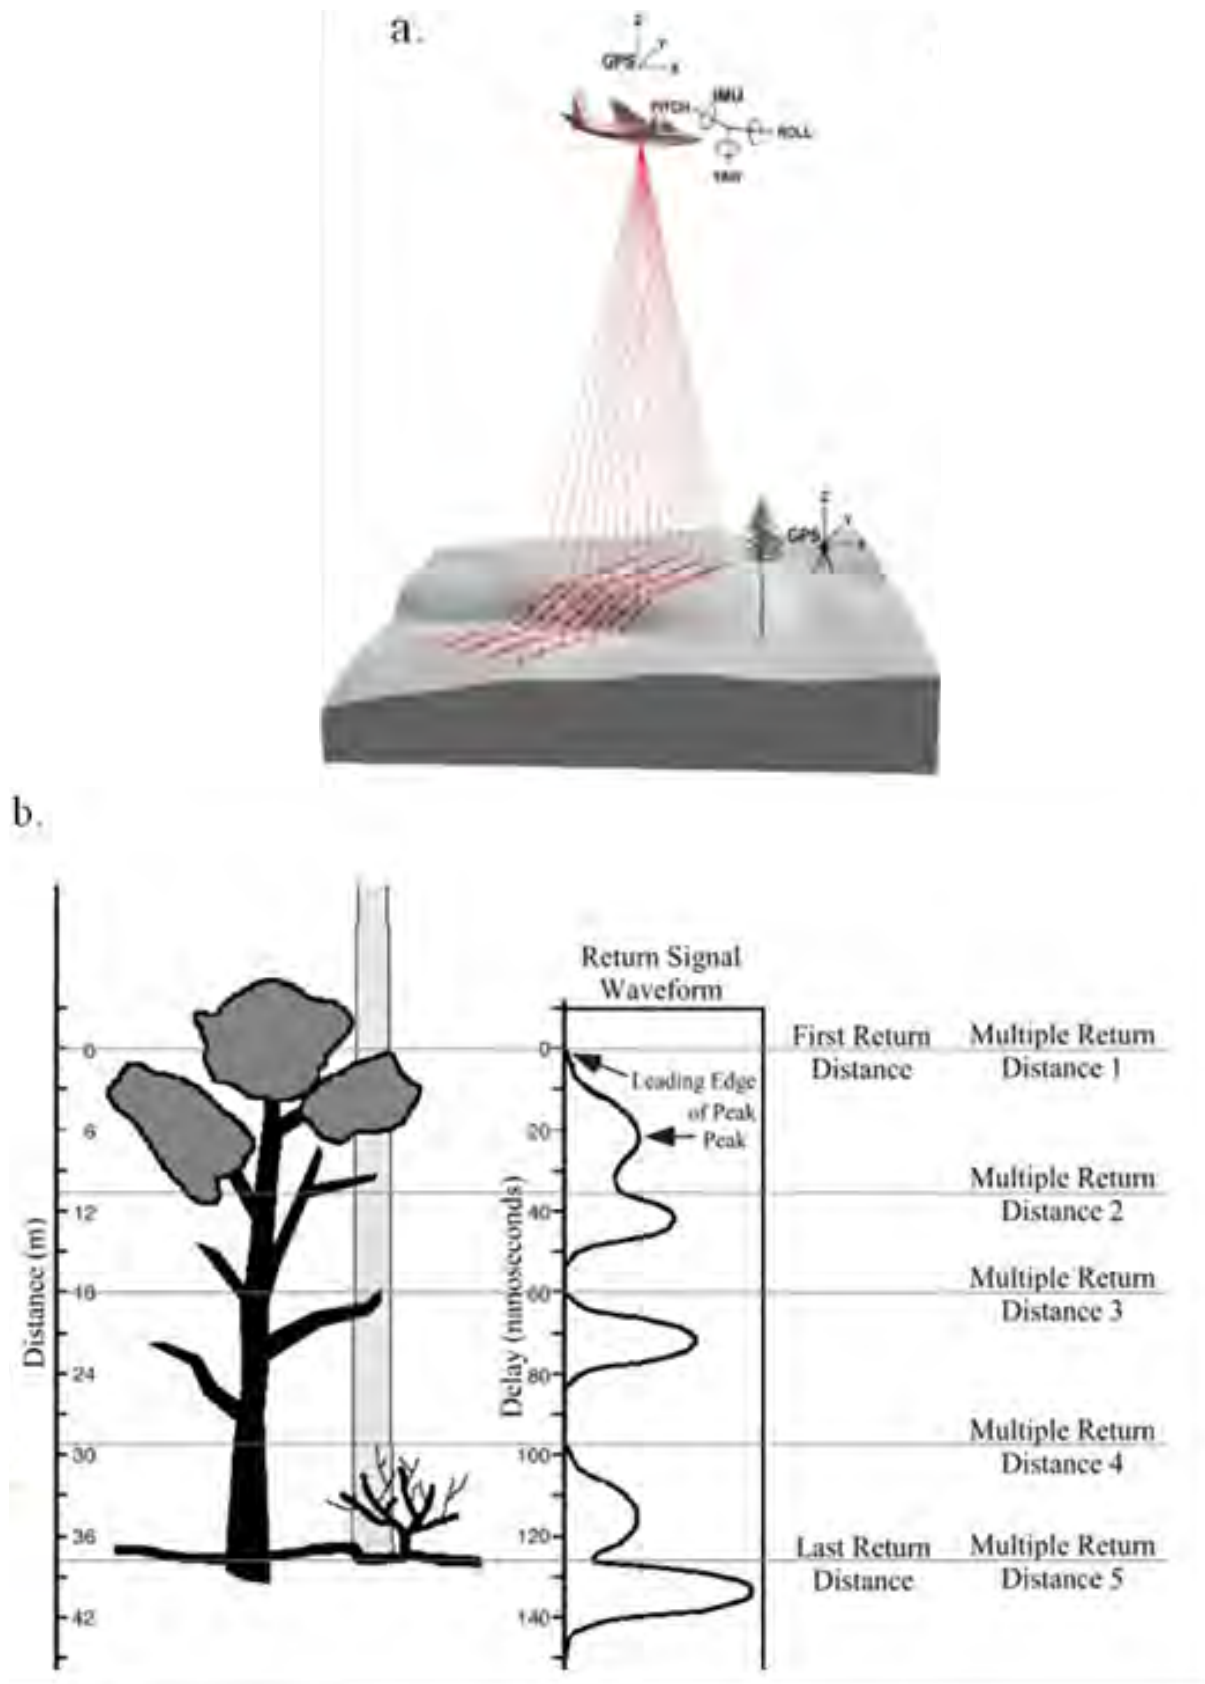 a.
Z
Y
GPS
X
IMU
PITCH
ROLL
YAW
Z
Y
GPS
X
b.
Return Signal
Waveform
First Return
Distance
Multiple Return
Distance 1
0
0
Leading Edge
of Peak
Peak
6
20
Multiple Return
Distance 2
12
40
Multiple Return
Distance 3
18
60
Distance (m)
Delay (nanoseconds)
24
80
Multiple Return
Distance 4
30
100
36
120
Last Return
Distance
Multiple Return
Distance 5
42
140